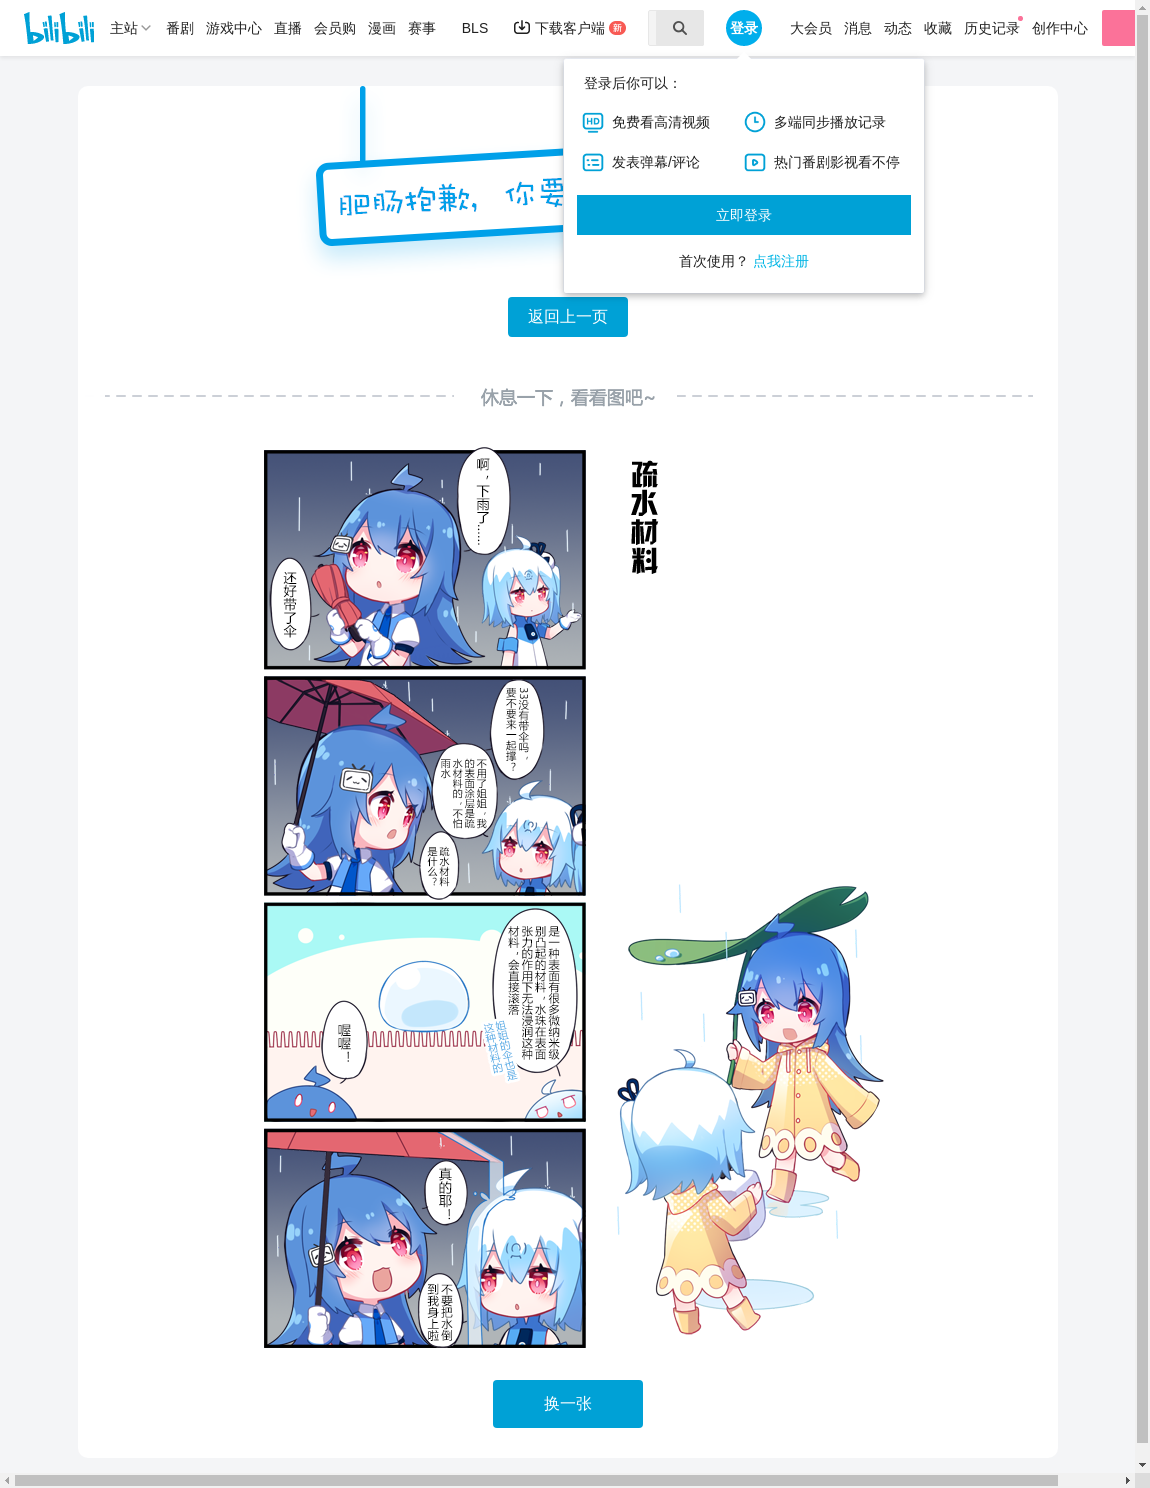 bilibili
主站
番剧
游戏中心
直播
会员购
漫画
赛事
BLS
下载客户端
新
登录
大会员
消息
动态
收藏
历史记录
创作中心
登录后你可以：
HD 免费看高清视频
多端同步播放记录
发表弹幕/评论
热门番剧影视看不停
立即登录
首次使用？ 点我注册
肥肠抱歉，你要
返回上一页
休息一下，看看图吧~
疏水材料
啊，下雨了……
还好带了伞
33没有带伞吗，
要不要来一起撑？
不用了姐姐，我
的表面涂层是疏
水材料的，不怕
雨水
疏水材料
是什么？
是一种表面有很多微纳米级
别凸起的材料，水珠在表面
张力的作用下无法浸润这种
材料，会直接滚落
姐姐的伞也是
这种材料的
喔喔！
真的耶！
不要把水倒
到我身上啦
换一张